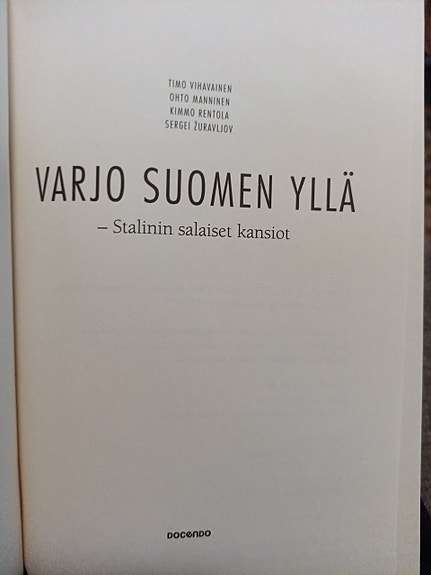 TIMO VIHAVAINEN
OHTO MANNINEN
KIMMO RENTOLA
SERGEI ŽURAVLJOV
VARJO SUOMEN YLLÄ
– Stalinin salaiset kansiot
DOCENDO